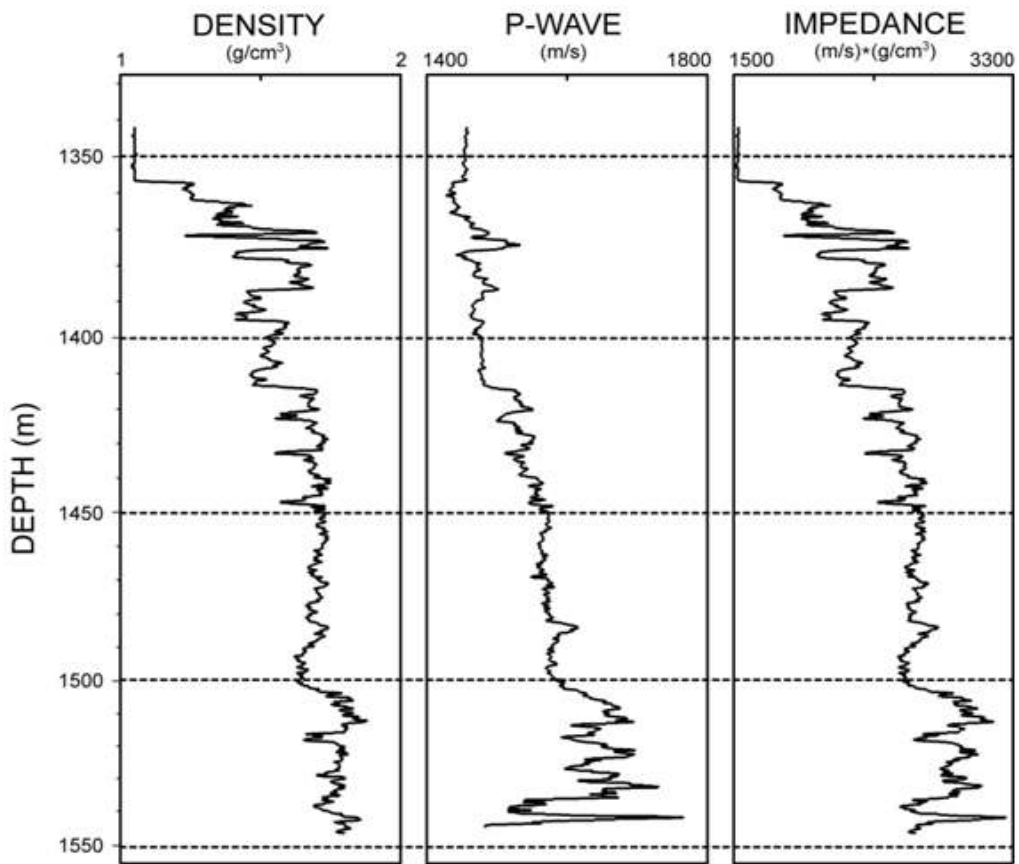 DENSITY
(g/cm³)
1 2
P-WAVE
(m/s)
1400 1800
IMPEDANCE
(m/s)*(g/cm³)
1500 3300
DEPTH (m)
1350
1400
1450
1500
1550